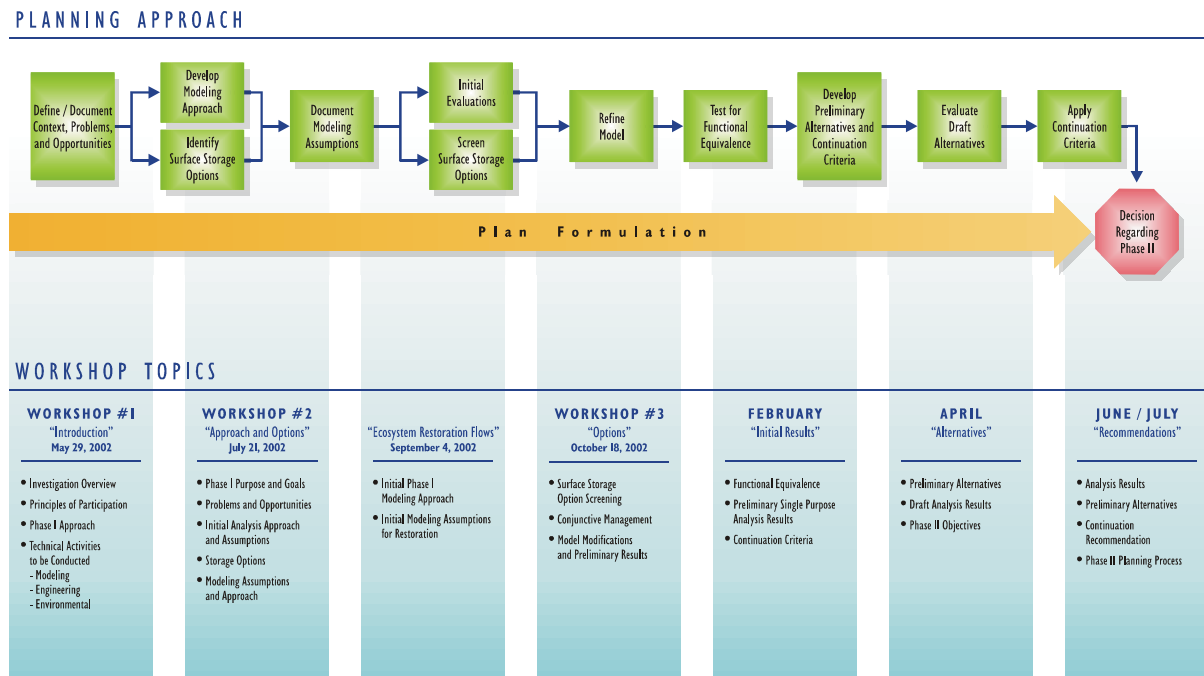 PLANNING APPROACH
Define / Document
Context, Problems,
and Opportunities
Develop
Modeling
Approach
Identify
Surface Storage
Options
Document
Modeling
Assumptions
Initial
Evaluations
Screen
Surface Storage
Options
Refine
Model
Test for
Functional
Equivalence
Develop
Preliminary
Alternatives and
Continuation
Criteria
Evaluate
Draft
Alternatives
Apply
Continuation
Criteria
Plan Formulation
Decision
Regarding
Phase II
WORKSHOP TOPICS
WORKSHOP #1
"Introduction"
May 29, 2002
• Investigation Overview
• Principles of Participation
• Phase I Approach
• Technical Activities
to be Conducted
- Modeling
- Engineering
- Environmental
WORKSHOP #2
"Approach and Options"
July 21, 2002
• Phase I Purpose and Goals
• Problems and Opportunities
• Initial Analysis Approach
and Assumptions
• Storage Options
• Modeling Assumptions
and Approach
"Ecosystem Restoration Flows"
September 4, 2002
• Initial Phase I
Modeling Approach
• Initial Modeling Assumptions
for Restoration
WORKSHOP #3
"Options"
October 18, 2002
• Surface Storage
Option Screening
• Conjunctive Management
• Model Modifications
and Preliminary Results
FEBRUARY
"Initial Results"
• Functional Equivalence
• Preliminary Single Purpose
Analysis Results
• Continuation Criteria
APRIL
"Alternatives"
• Preliminary Alternatives
• Draft Analysis Results
• Phase II Objectives
JUNE / JULY
"Recommendations"
• Analysis Results
• Preliminary Alternatives
• Continuation
Recommendation
• Phase II Planning Process